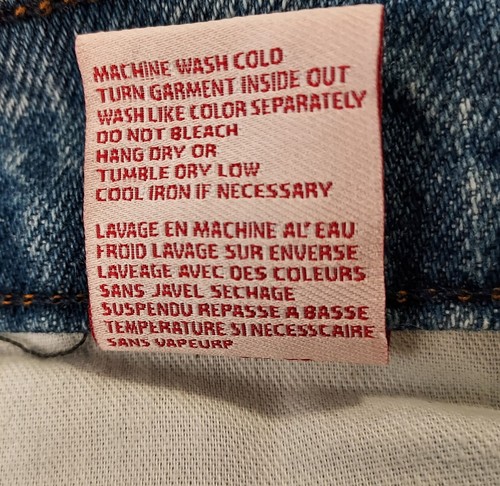 MACHINE WASH COLD
TURN GARMENT INSIDE OUT
WASH LIKE COLOR SEPARATELY
DO NOT BLEACH
HANG DRY OR
TUMBLE DRY LOW
COOL IRON IF NECESSARY
LAVAGE EN MACHINE AL' EAU
FROID LAVAGE SUR ENVERSE
LAVEAGE AVEC DES COLEURS
SANS JAVEL SECHAGE
SUSPENDU REPASSE A BASSE
TEMPERATURE SI NECESSCAIRE
SANS VAPEURP